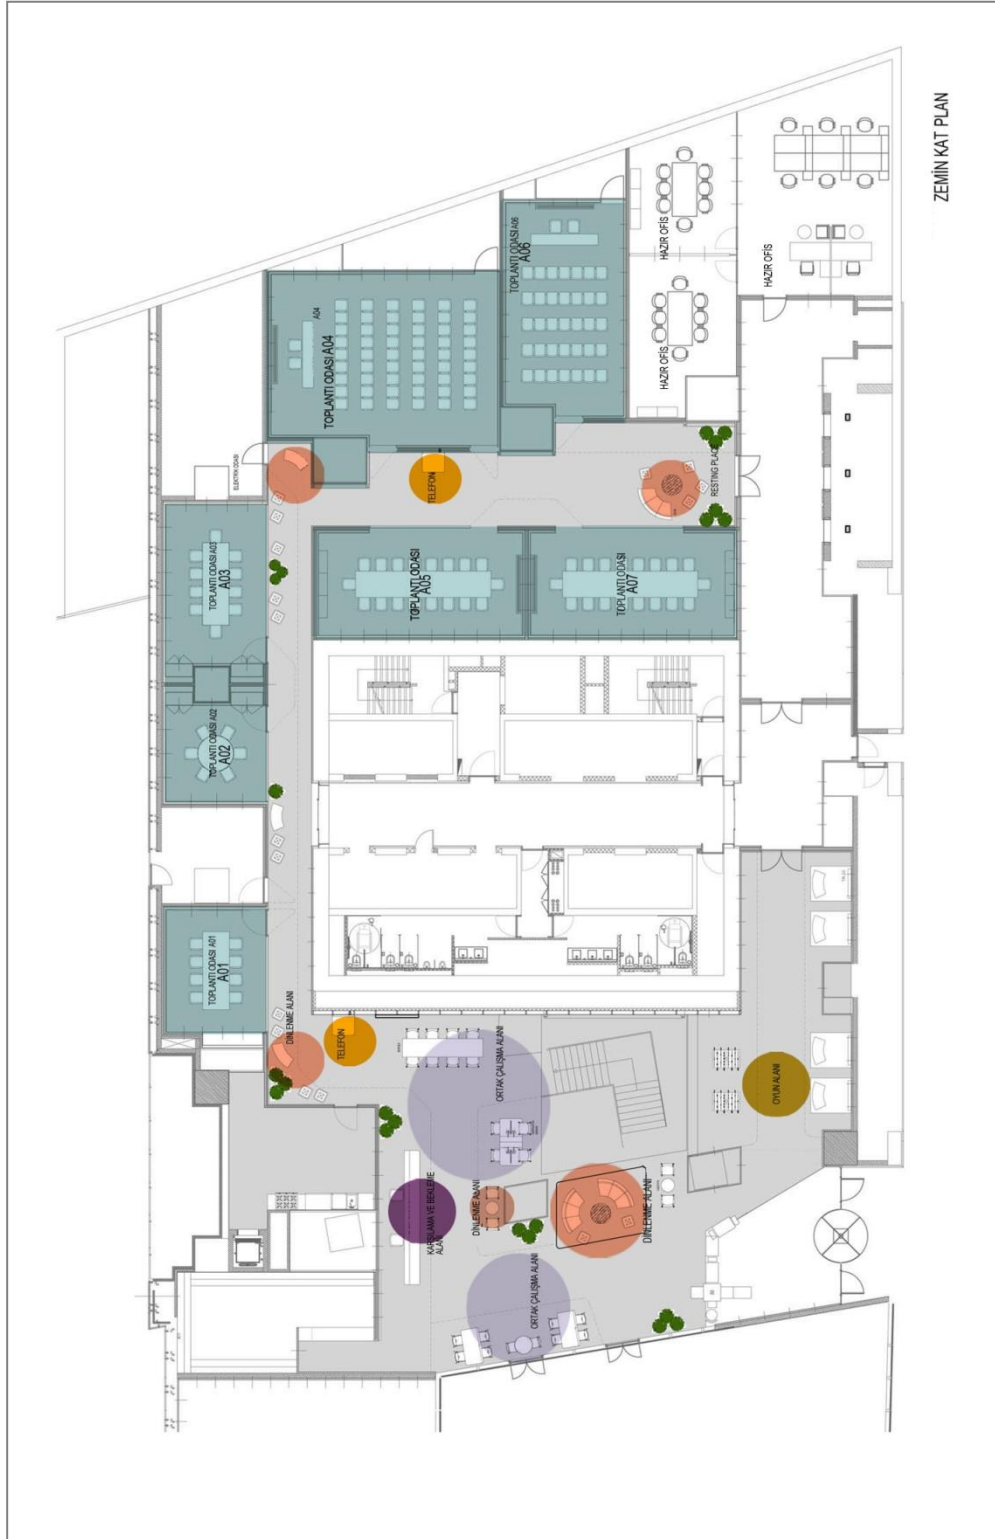 ZEMİN KAT PLAN
HAZIR OFİS
HAZIR OFİS
HAZIR OFİS
TOPLANTI ODASI A06
A06
A04
TOPLANTI ODASI A04
ELEKTRİK ODASI
TELEFON
RESTING PLACE
TOPLANTI ODASI A03
A03
TOPLANTI ODASI
A05
TOPLANTI ODASI
A07
TOPLANTI ODASI A02
A02
TOPLANTI ODASI A01
A01
DİNLENME ALANI
TELEFON
ORTAK ÇALIŞMA ALANI
OYUN ALANI
KARŞILAMA VE BEKLEME
ALANI
DİNLENME ALANI
DİNLENME ALANI
ORTAK ÇALIŞMA ALANI